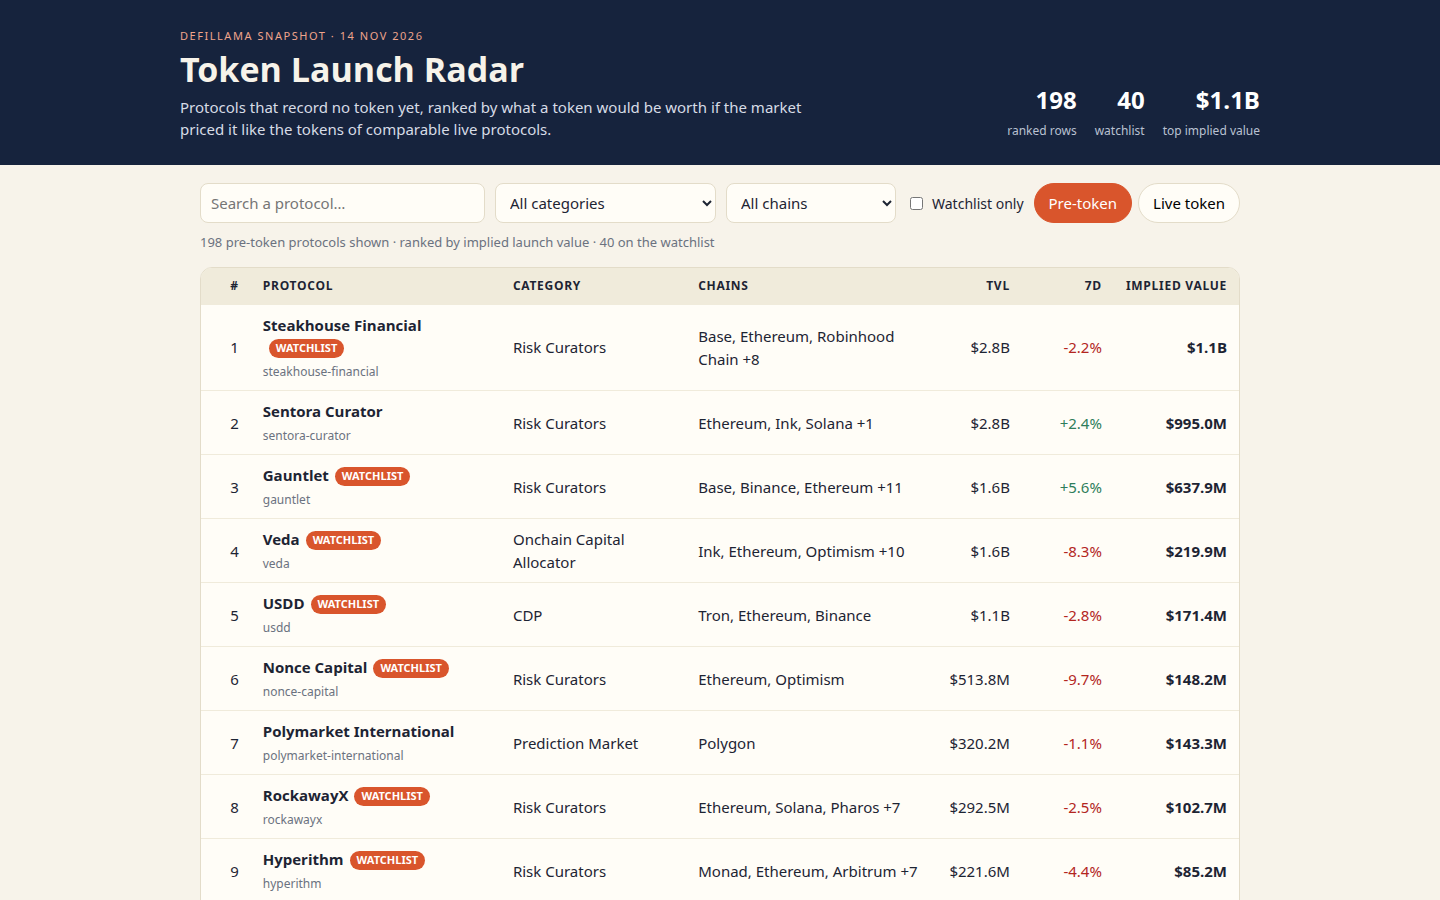 DEFILLAMA SNAPSHOT · 14 NOV 2026
Token Launch Radar
Protocols that record no token yet, ranked by what a token would be worth if the market
priced it like the tokens of comparable live protocols.
198 40 $1.1B
ranked rows watchlist top implied value
Search a protocol... All categories All chains Watchlist only Pre-token Live token
198 pre-token protocols shown · ranked by implied launch value · 40 on the watchlist
# PROTOCOL CATEGORY CHAINS TVL 7D IMPLIED VALUE
1 Steakhouse Financial WATCHLIST steakhouse-financial Risk Curators Base, Ethereum, Robinhood Chain +8 $2.8B -2.2% $1.1B
2 Sentora Curator sentora-curator Risk Curators Ethereum, Ink, Solana +1 $2.8B +2.4% $995.0M
3 Gauntlet WATCHLIST gauntlet Risk Curators Base, Binance, Ethereum +11 $1.6B +5.6% $637.9M
4 Veda WATCHLIST veda Onchain Capital Allocator Ink, Ethereum, Optimism +10 $1.6B -8.3% $219.9M
5 USDD WATCHLIST usdd CDP Tron, Ethereum, Binance $1.1B -2.8% $171.4M
6 Nonce Capital WATCHLIST nonce-capital Risk Curators Ethereum, Optimism $513.8M -9.7% $148.2M
7 Polymarket International polymarket-international Prediction Market Polygon $320.2M -1.1% $143.3M
8 RockawayX WATCHLIST rockawayx Risk Curators Ethereum, Solana, Pharos +7 $292.5M -2.5% $102.7M
9 Hyperithm WATCHLIST hyperithm Risk Curators Monad, Ethereum, Arbitrum +7 $221.6M -4.4% $85.2M